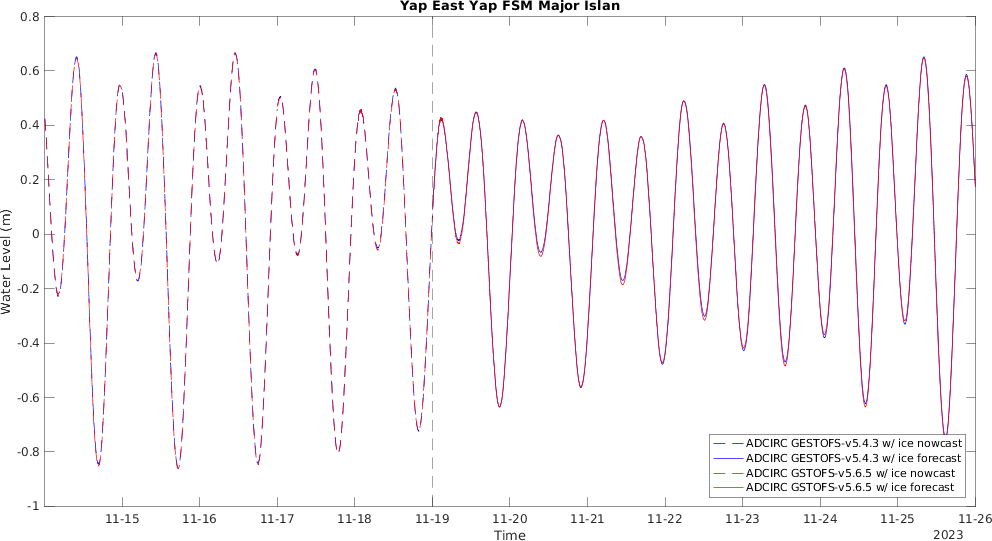 Yap East Yap FSM Major Islan
0.8
0.6
0.4
0.2
0
-0.2
-0.4
-0.6
-0.8
-1
Water Level (m)
ADCIRC GESTOFS-v5.4.3 w/ ice nowcast
ADCIRC GESTOFS-v5.4.3 w/ ice forecast
ADCIRC GSTOFS-v5.6.5 w/ ice nowcast
ADCIRC GSTOFS-v5.6.5 w/ ice forecast
11-15 11-16 11-17 11-18 11-19 11-20 11-21 11-22 11-23 11-24 11-25 11-26
Time
2023